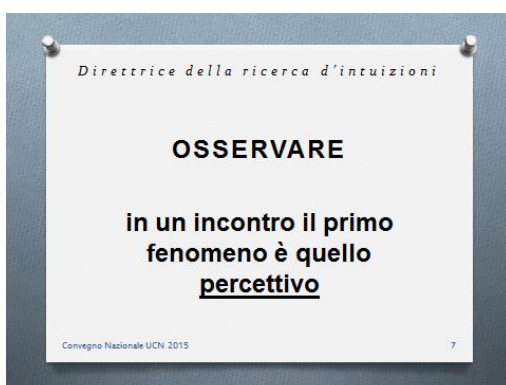 Direttrice della ricerca d'intuizioni
OSSERVARE
in un incontro il primo
fenomeno è quello
percettivo
Convegno Nazionale UCN 2015
7